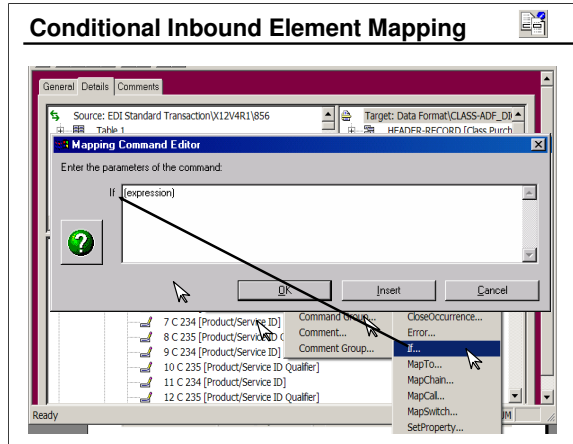 Conditional Inbound Element Mapping
General Details Comments
Source: EDI Standard Transaction\X12V4R1\856
Target: Data Format\CLASS-ADF_DI
Table 1
HEADER-RECORD [Class Purch
Mapping Command Editor
Enter the parameters of the command:
If (expression)
OK Insert Cancel
7 C 234 [Product/Service ID]
8 C 235 [Product/Service ID
9 C 234 [Product/Service ID]
10 C 235 [Product/Service ID Qualifier]
11 C 234 [Product/Service ID]
12 C 235 [Product/Service ID Qualifier]
Command Group...
Comment...
Comment Group...
CloseOccurrence...
Error...
If...
MapTo...
MapChain...
MapCall...
MapSwitch...
SetProperty...
Ready